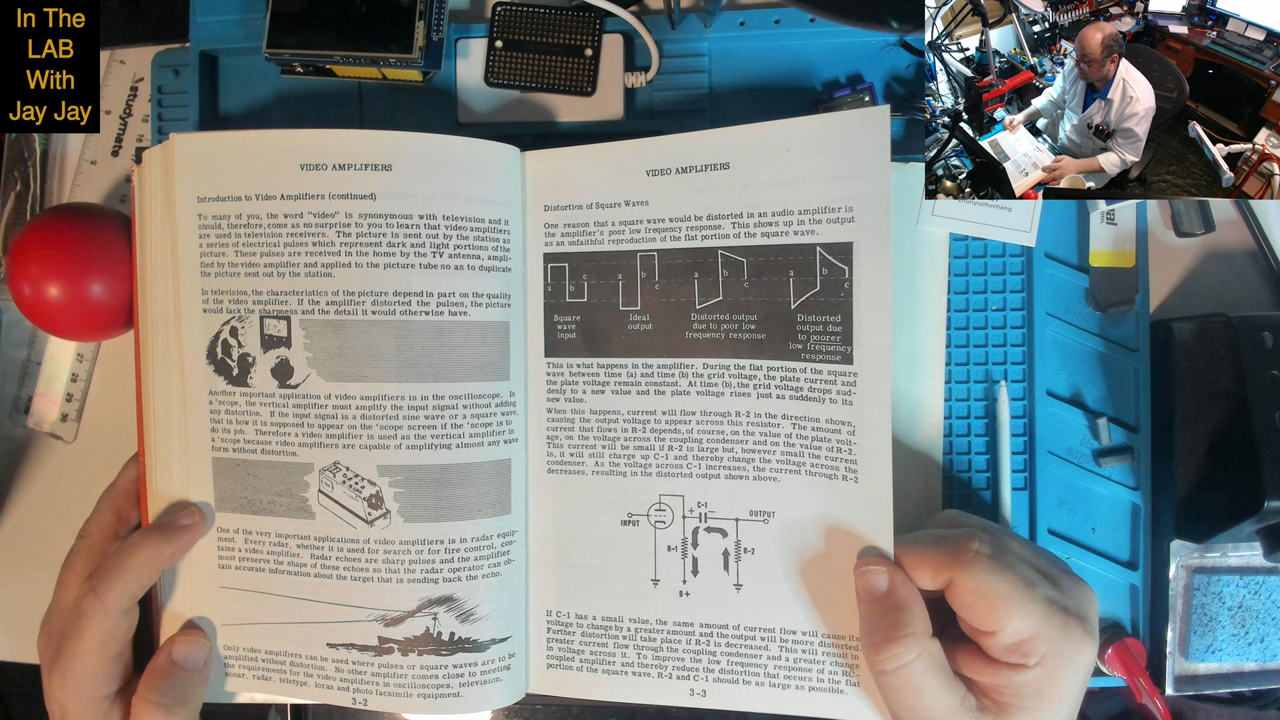 In The
LAB
With
Jay Jay
studymate
VIDEO AMPLIFIERS
Introduction to Video Amplifiers (continued)
To many of you, the word "video" is synonymous with television and it
should, therefore, come as no surprise to you to learn that video amplifiers
are used in television receivers. The picture is sent out by the station as
a series of electrical pulses which represent dark and light portions of the
picture. These pulses are received in the home by the TV antenna, ampli-
fied by the video amplifier and applied to the picture tube so as to duplicate
the picture sent out by the station.
In television, the characteristics of the picture depend in part on the quality
of the video amplifier. If the amplifier distorted the pulses, the picture
would lack the sharpness and the detail it would otherwise have.
Another important application of video amplifiers is in the oscilloscope. In
a 'scope, the vertical amplifier must amplify the input signal without adding
any distortion. If the input signal is a distorted sine wave or a square wave,
that is how it is supposed to appear on the 'scope screen if the 'scope is to
do its job. Therefore a video amplifier is used as the vertical amplifier in
a 'scope because video amplifiers are capable of amplifying almost any wave
form without distortion.
One of the very important applications of video amplifiers is in radar equip-
ment. Every radar, whether it is used for search or for fire control, con-
tains a video amplifier. Radar echoes are sharp pulses and the amplifier
must preserve the shape of these echoes so that the radar operator can ob-
tain accurate information about the target that is sending back the echo.
Only video amplifiers can be used where pulses or square waves are to be
amplified without distortion. No other amplifier comes close to meeting
the requirements for the video amplifiers in oscilloscopes, television,
sonar, radar, teletype, loran and photo facsimile equipment.
3-2
VIDEO AMPLIFIERS
Distortion of Square Waves
One reason that a square wave would be distorted in an audio amplifier is
the amplifier's poor low frequency response. This shows up in the output
as an unfaithful reproduction of the flat portion of the square wave.
a b c
a b c
a b c
a b c
Square
wave
input
Ideal
output
Distorted output
due to poor low
frequency response
Distorted
output due
to poorer
low frequency
response
This is what happens in the amplifier. During the flat portion of the square
wave between time (a) and time (b) the grid voltage, the plate current and
the plate voltage remain constant. At time (b), the grid voltage drops sud-
denly to a new value and the plate voltage rises just as suddenly to its
new value.
When this happens, current will flow through R-2 in the direction shown,
causing the output voltage to appear across this resistor. The amount of
current that flows in R-2 depends, of course, on the value of the plate volt-
age, on the voltage across the coupling condenser and on the value of R-2.
This current will be small if R-2 is large but, however small the current
is, it will still charge up C-1 and thereby change the voltage across the
condenser. As the voltage across C-1 increases, the current through R-2
decreases, resulting in the distorted output shown above.
INPUT
+ C-1 −
OUTPUT
R-1
R-2
B+
If C-1 has a small value, the same amount of current flow will cause its
voltage to change by a greater amount and the output will be more distorted.
Further distortion will take place if R-2 is decreased. This will result in
greater current flow through the coupling condenser and a greater change
in voltage across it. To improve the low frequency response of an RC-
coupled amplifier and thereby reduce the distortion that occurs in the flat
portion of the square wave, R-2 and C-1 should be as large as possible.
3-3